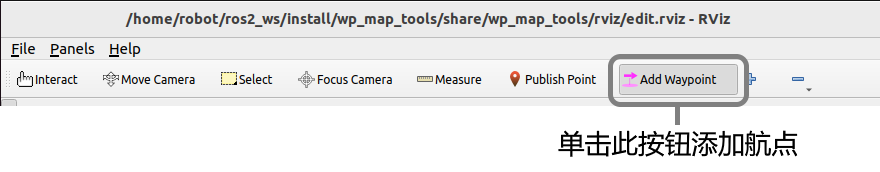 /home/robot/ros2_ws/install/wp_map_tools/share/wp_map_tools/rviz/edit.rviz - RViz
File Panels Help
Interact Move Camera Select Focus Camera Measure Publish Point Add Waypoint
单击此按钮添加航点